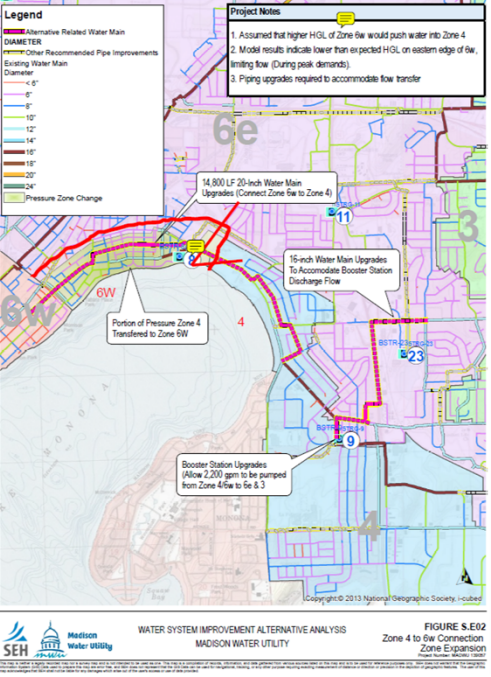 Legend
Alternative Related Water Main
DIAMETER
Other Recommended Pipe Improvements
Existing Water Main
Diameter
< 6"
6"
8"
10"
12"
14"
16"
18"
20"
24"
Pressure Zone Change
Project Notes
1. Assumed that higher HGL of Zone 6w would push water into Zone 4
2. Model results indicate lower than expected HGL on eastern edge of 6w,
limiting flow (During peak demands).
3. Piping upgrades required to accommodate flow transfer
6e
14,800 LF 20-Inch Water Main
Upgrades (Connect Zone 6w to Zone 4)
11
3
16-inch Water Main Upgrades
To Accomodate Booster Station
Discharge Flow
8
6W
6w
4
Portion of Pressure Zone 4
Transfered to Zone 6W
23
9
Booster Station Upgrades
(Allow 2,200 gpm to be pumped
from Zone 4/6w to 6e & 3
4
MONONA
Copyright:© 2013 National Geographic Society, i-cubed
SEH
Madison
Water Utility
WATER SYSTEM IMPROVEMENT ALTERNATIVE ANALYSIS
MADISON WATER UTILITY
FIGURE S.E02
Zone 4 to 6w Connection
Zone Expansion